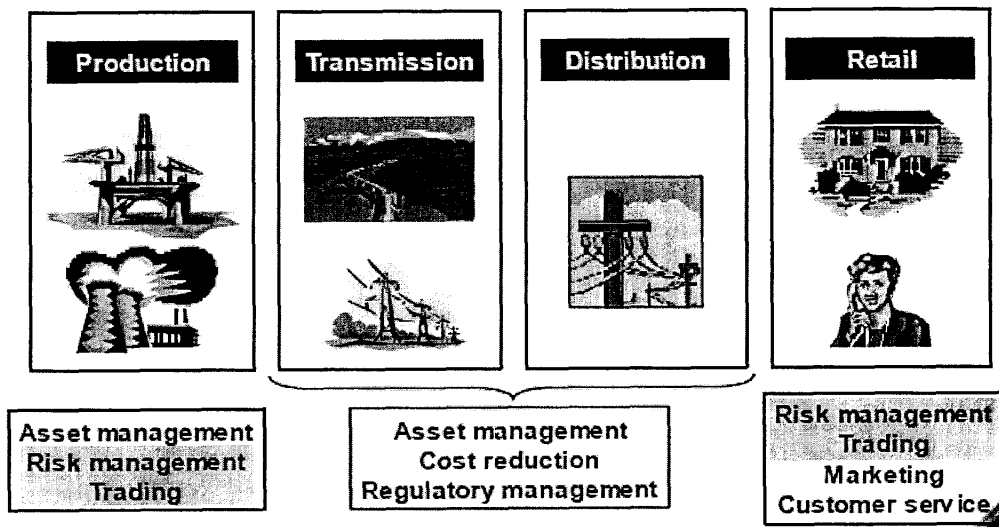 Production
Transmission
Distribution
Retail
Asset management
Risk management
Trading
Asset management
Cost reduction
Regulatory management
Risk management
Trading
Marketing
Customer service